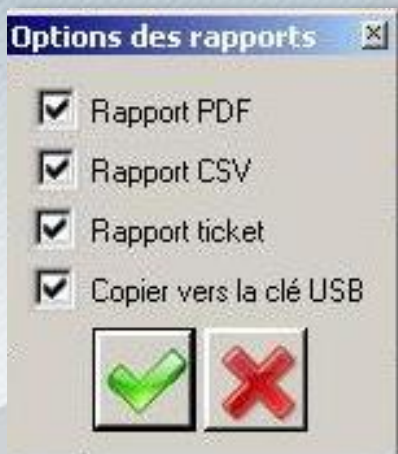 Options des rapports
Rapport PDF
Rapport CSV
Rapport ticket
Copier vers la clé USB